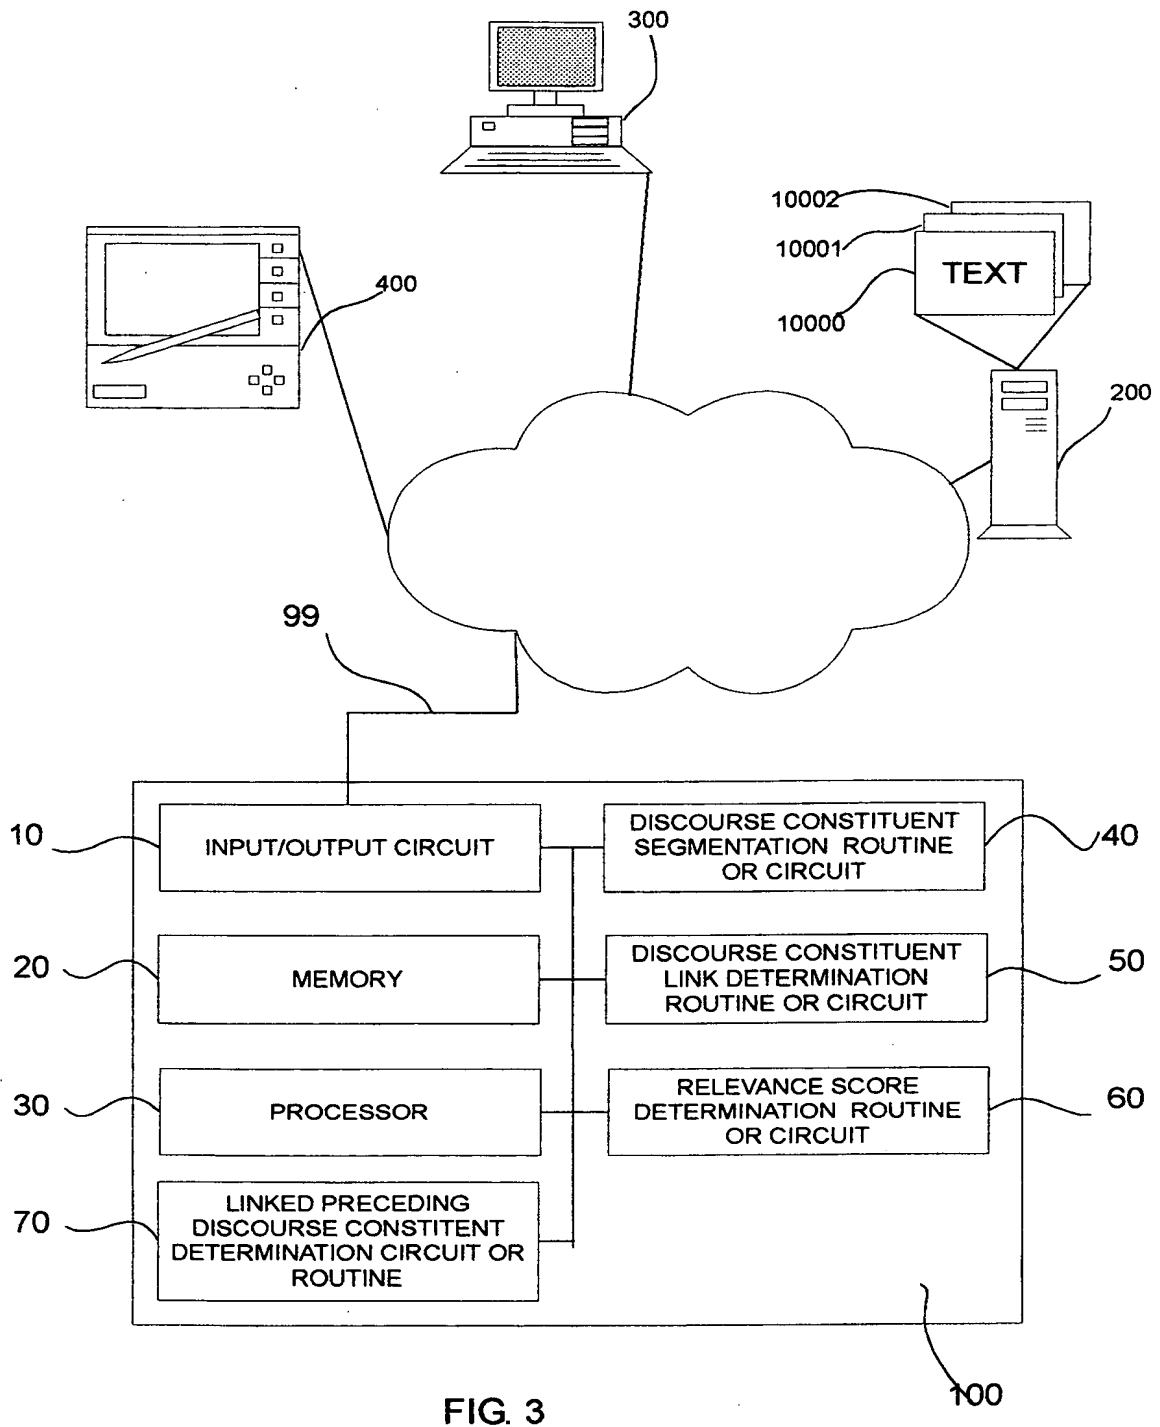 300
10002
10001
TEXT
10000
400
200
99
10
INPUT/OUTPUT CIRCUIT
DISCOURSE CONSTITUENT
SEGMENTATION ROUTINE
OR CIRCUIT
40
20
MEMORY
DISCOURSE CONSTITUENT
LINK DETERMINATION
ROUTINE OR CIRCUIT
50
30
PROCESSOR
RELEVANCE SCORE
DETERMINATION ROUTINE
OR CIRCUIT
60
70
LINKED PRECEDING
DISCOURSE CONSTITENT
DETERMINATION CIRCUIT OR
ROUTINE
100
FIG. 3